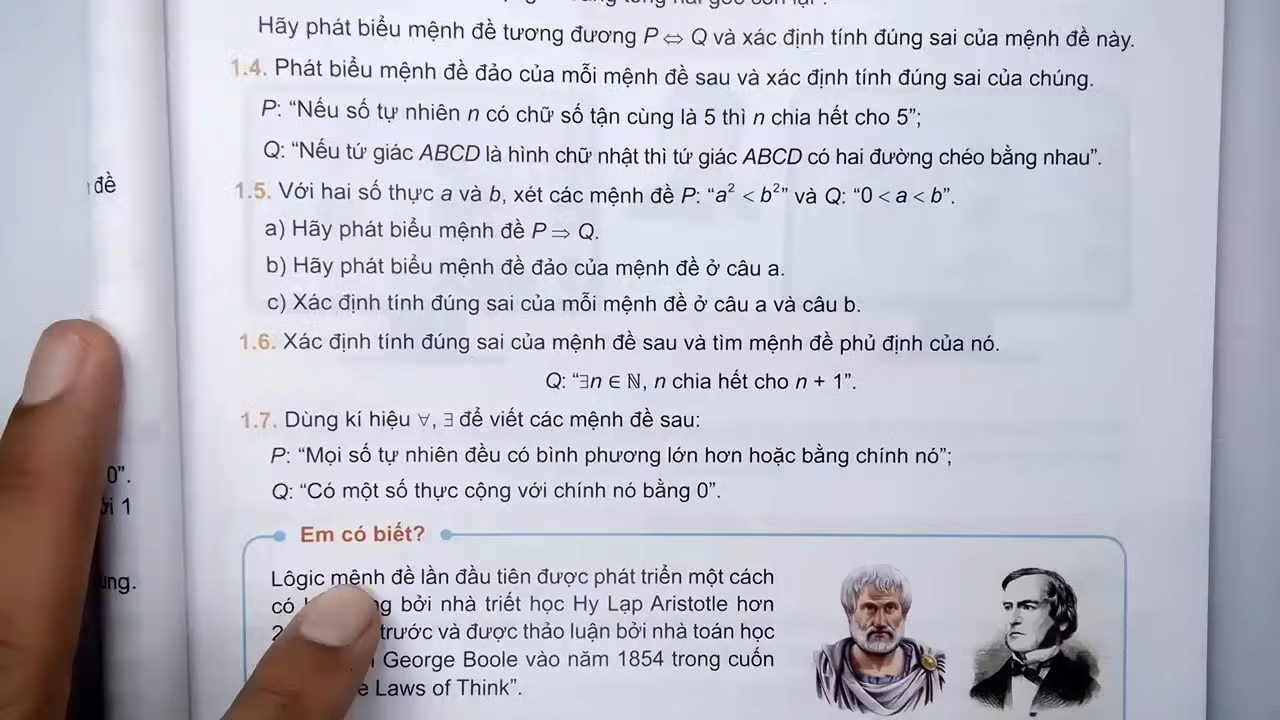 Hãy phát biểu mệnh đề tương đương P ⇔ Q và xác định tính đúng sai của mệnh đề này.
1.4. Phát biểu mệnh đề đảo của mỗi mệnh đề sau và xác định tính đúng sai của chúng.
P: “Nếu số tự nhiên n có chữ số tận cùng là 5 thì n chia hết cho 5”;
Q: “Nếu tứ giác ABCD là hình chữ nhật thì tứ giác ABCD có hai đường chéo bằng nhau”.
đề
1.5. Với hai số thực a và b, xét các mệnh đề P: “a² < b²” và Q: “0 < a < b”.
a) Hãy phát biểu mệnh đề P ⇒ Q.
b) Hãy phát biểu mệnh đề đảo của mệnh đề ở câu a.
c) Xác định tính đúng sai của mỗi mệnh đề ở câu a và câu b.
1.6. Xác định tính đúng sai của mệnh đề sau và tìm mệnh đề phủ định của nó.
Q: “∃n ∈ ℕ, n chia hết cho n + 1”.
1.7. Dùng kí hiệu ∀, ∃ để viết các mệnh đề sau:
P: “Mọi số tự nhiên đều có bình phương lớn hơn hoặc bằng chính nó”;
0”.
Q: “Có một số thực cộng với chính nó bằng 0”.
1
Em có biết?
Lôgic mệnh đề lần đầu tiên được phát triển một cách
có bởi nhà triết học Hy Lạp Aristotle hơn
trước và được thảo luận bởi nhà toán học
George Boole vào năm 1854 trong cuốn
Laws of Think”.